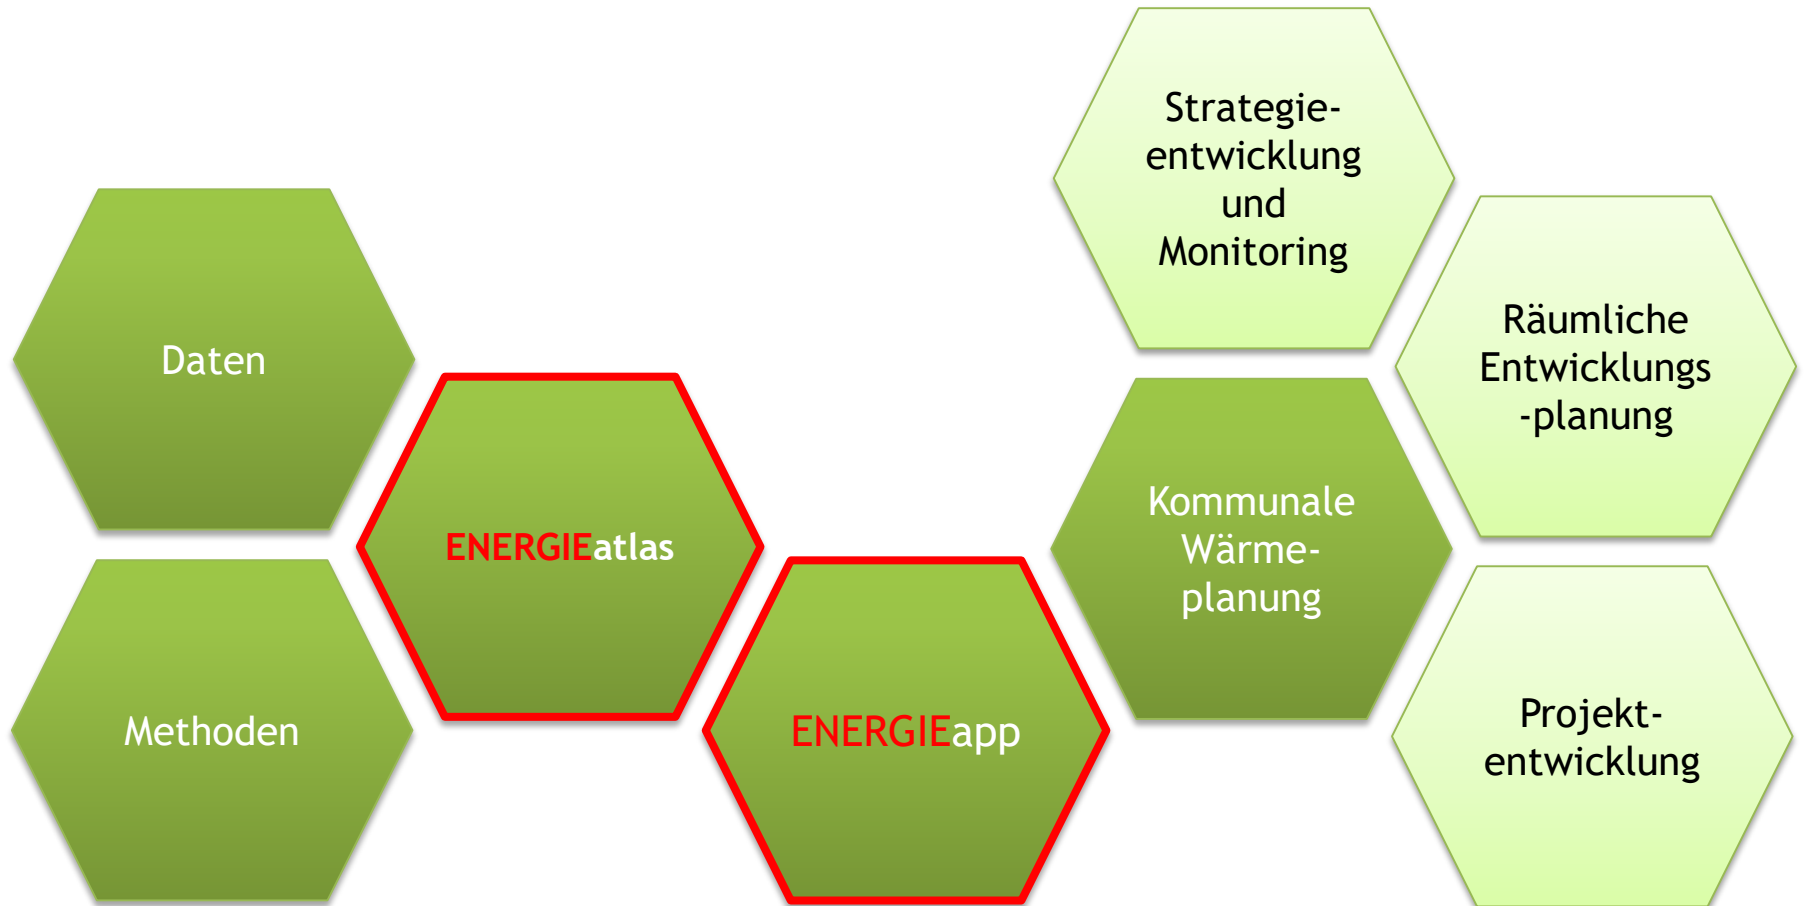 Daten
Methoden
ENERGIEatlas
ENERGIEapp
Kommunale
Wärme-
planung
Strategie-
entwicklung
und
Monitoring
Räumliche
Entwicklungs
-planung
Projekt-
entwicklung